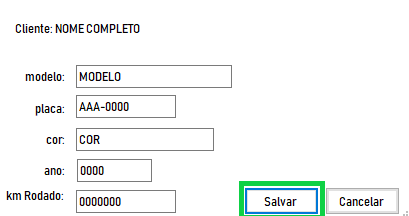 Cliente: NOME COMPLETO
modelo: MODELO
placa: AAA-0000
cor: COR
ano: 0000
km Rodado: 0000000
Salvar Cancelar